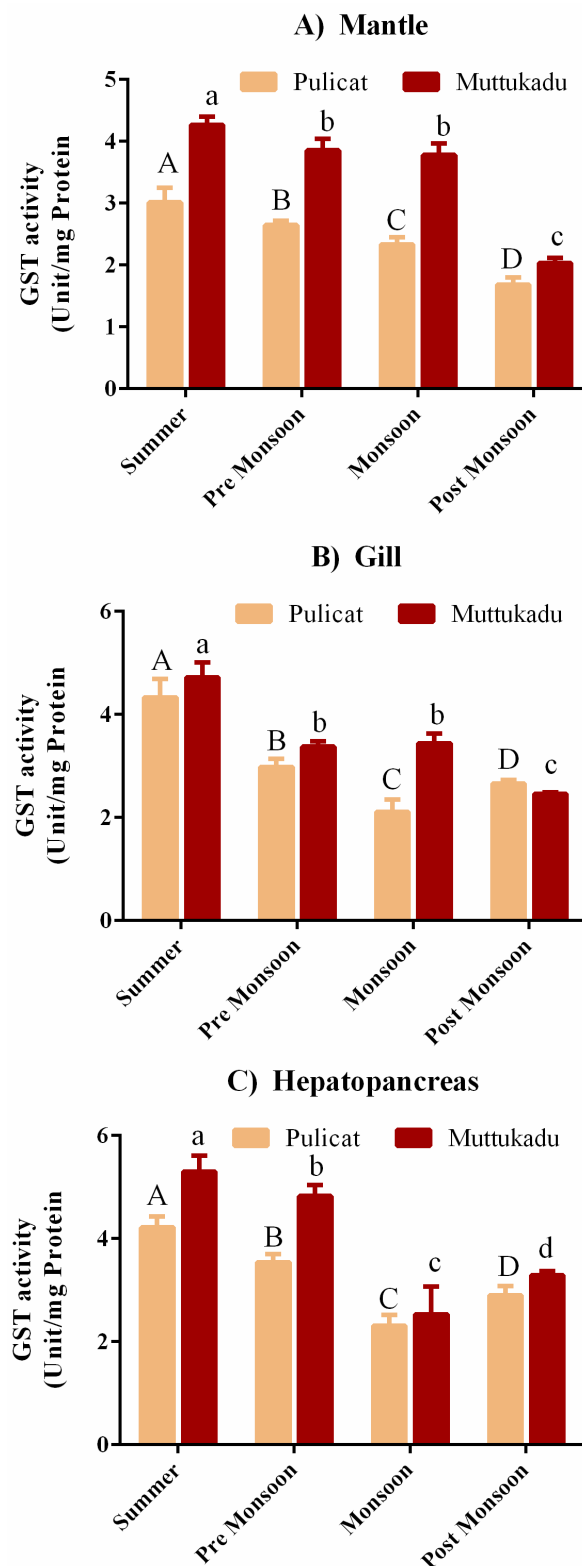 A) Mantle
Pulicat Muttukadu
GST activity
(Unit/mg Protein
5
4
3
2
1
0
A a B b C b D c
Summer
Pre Monsoon
Monsoon
Post Monsoon
B) Gill
Pulicat Muttukadu
GST activity
(Unit/mg Protein
6
4
2
0
A a B b C b D c
Summer
Pre Monsoon
Monsoon
Post Monsoon
C) Hepatopancreas
Pulicat Muttukadu
GST activity
(Unit/mg Protein
6
4
2
0
A a B b C c D d
Summer
Pre Monsoon
Monsoon
Post Monsoon